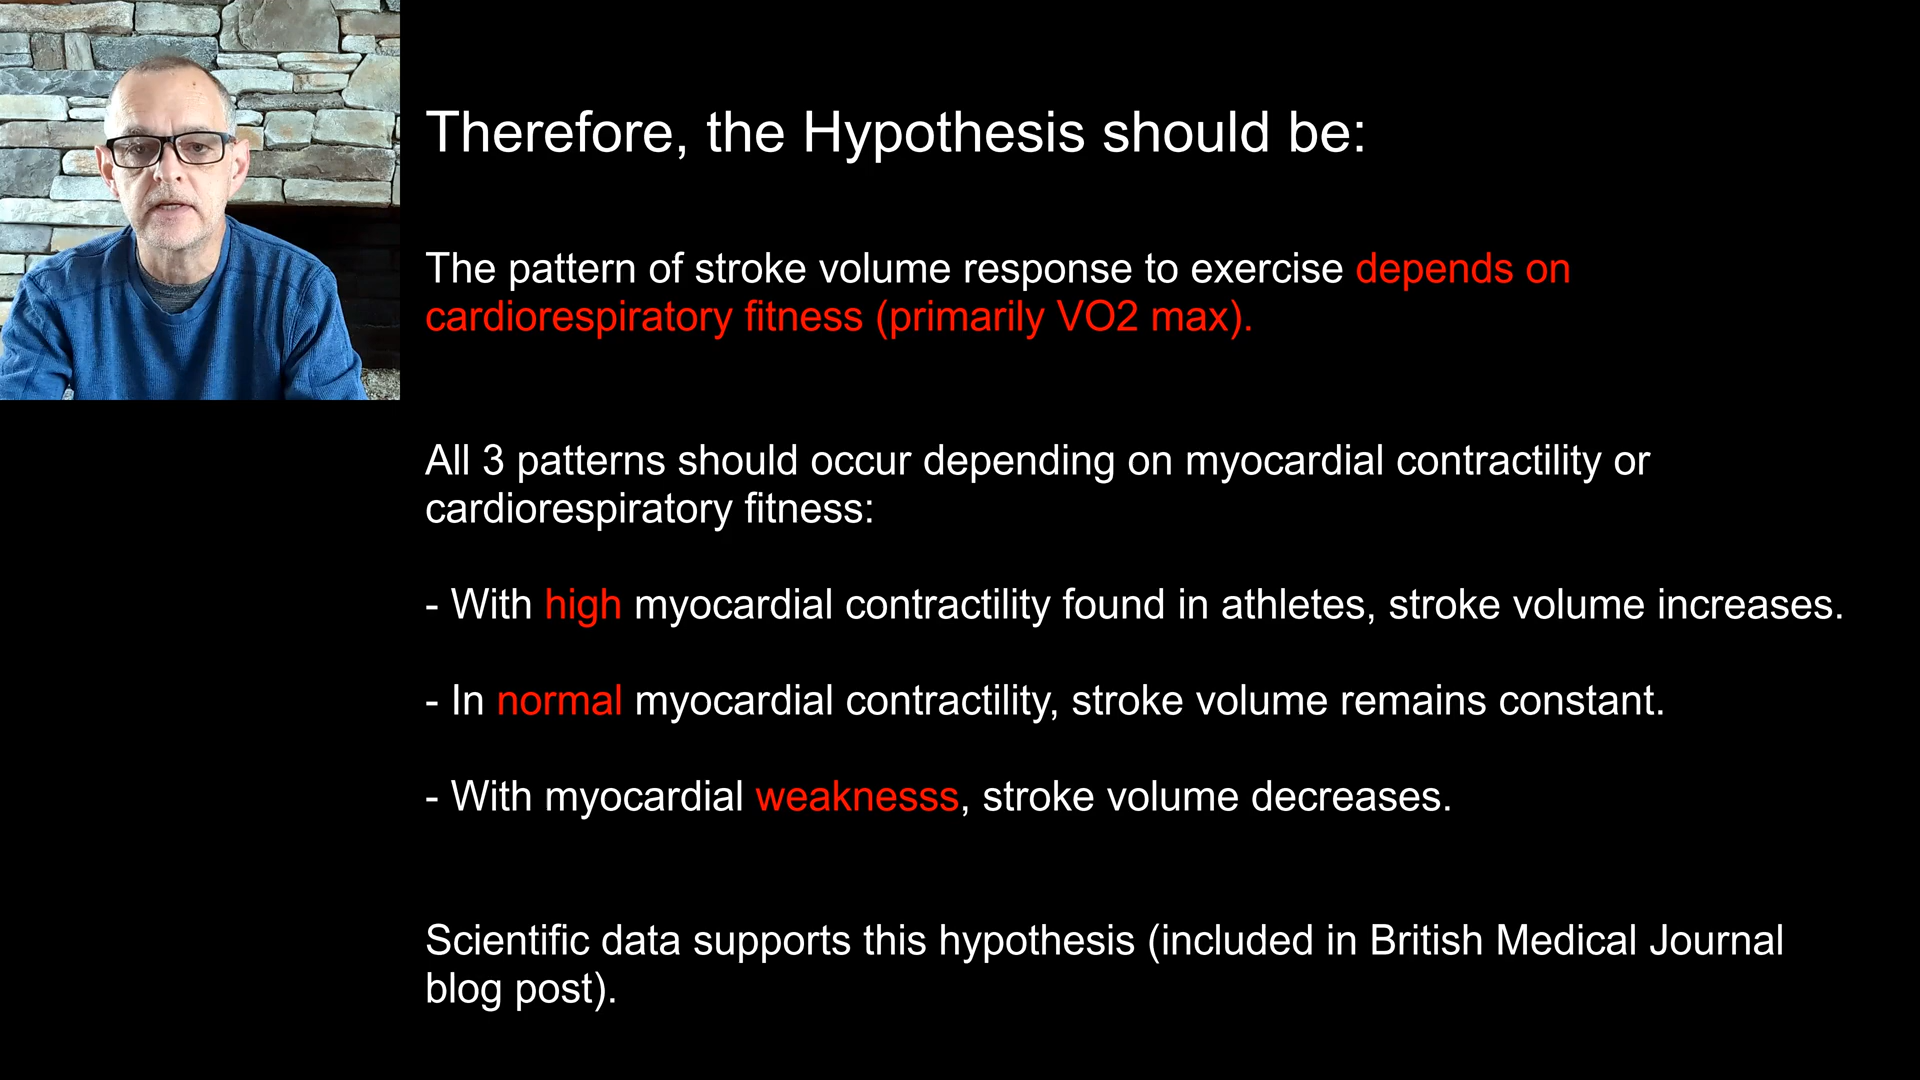 Therefore, the Hypothesis should be:
The pattern of stroke volume response to exercise depends on
cardiorespiratory fitness (primarily VO2 max).
All 3 patterns should occur depending on myocardial contractility or
cardiorespiratory fitness:
- With high myocardial contractility found in athletes, stroke volume increases.
- In normal myocardial contractility, stroke volume remains constant.
- With myocardial weaknesss, stroke volume decreases.
Scientific data supports this hypothesis (included in British Medical Journal
blog post).